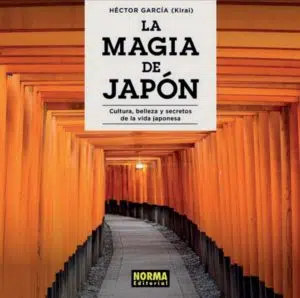 HÉCTOR GARCÍA (Kirai)
LA
MAGIA
DE
JAPÓN
Cultura, belleza y secretos
de la vida japonesa
NORMA
Editorial